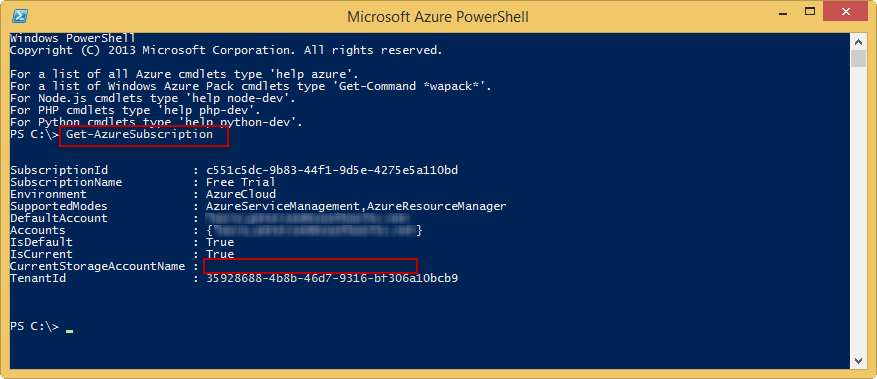 Microsoft Azure PowerShell
Windows PowerShell
Copyright (C) 2013 Microsoft Corporation. All rights reserved.
For a list of all Azure cmdlets type 'help azure'.
For a list of Windows Azure Pack cmdlets type 'Get-Command *wapack*'.
For Node.js cmdlets type 'help node-dev'.
For PHP cmdlets type 'help php-dev'.
For Python cmdlets type 'help python-dev'.
PS C:\> Get-AzureSubscription
SubscriptionId : c551c5dc-9b83-44f1-9d5e-4275e5a110bd
SubscriptionName : Free Trial
Environment : AzureCloud
SupportedModes : AzureServiceManagement,AzureResourceManager
DefaultAccount :
Accounts : { }
IsDefault : True
IsCurrent : True
CurrentStorageAccountName :
TenantId : 35928688-4b8b-46d7-9316-bf306a10bcb9
PS C:\>